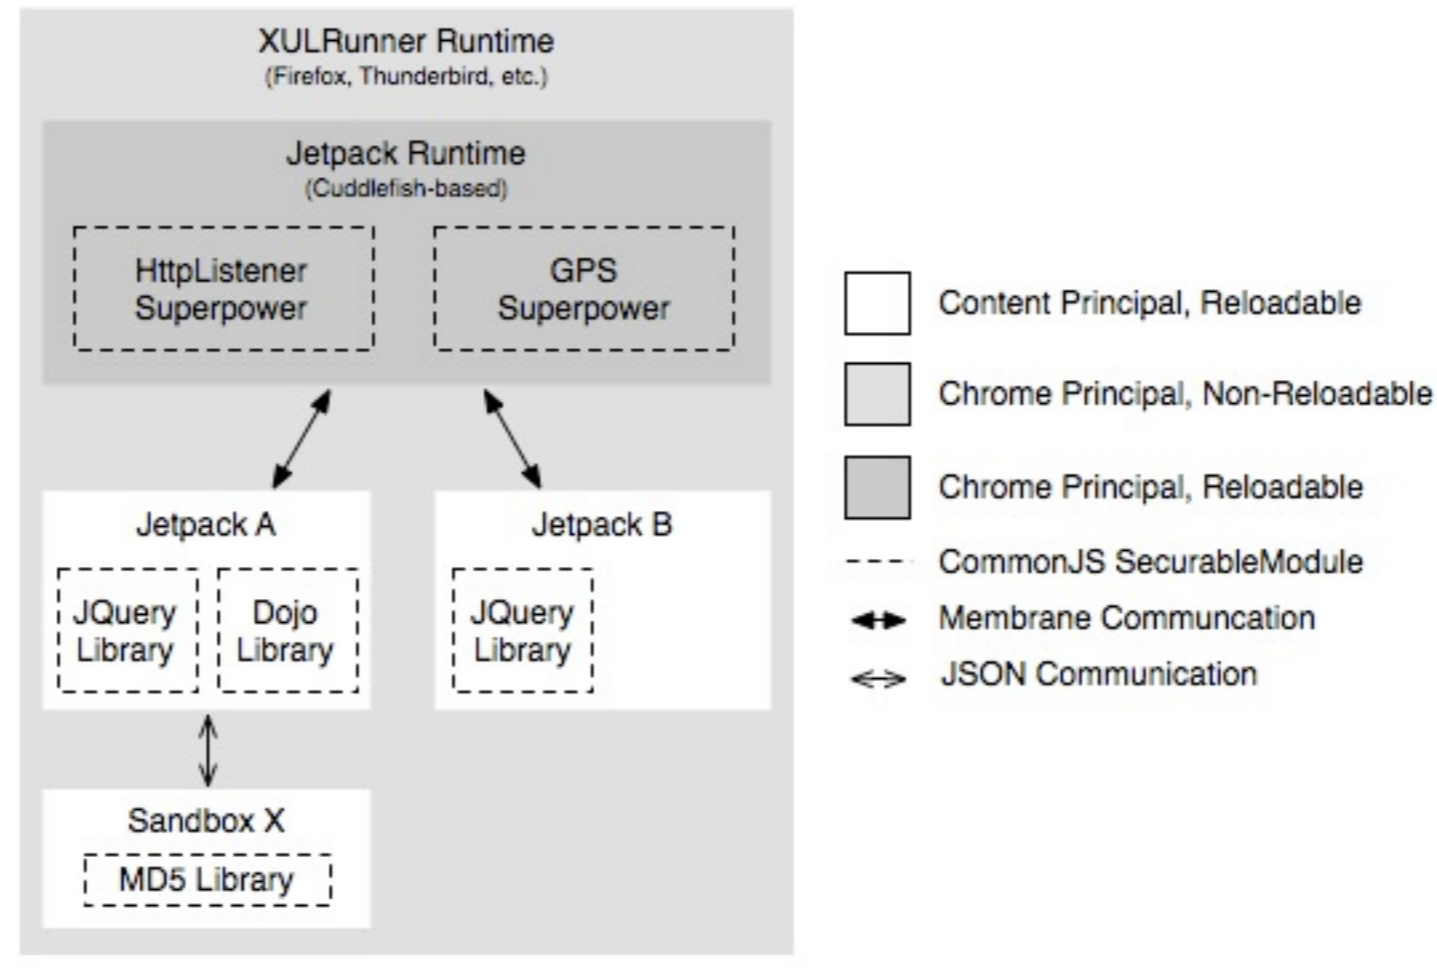 XULRunner Runtime
(Firefox, Thunderbird, etc.)
Jetpack Runtime
(Cuddlefish-based)
HttpListener
Superpower
GPS
Superpower
Jetpack A
JQuery
Library
Dojo
Library
Jetpack B
JQuery
Library
Sandbox X
MD5 Library
Content Principal, Reloadable
Chrome Principal, Non-Reloadable
Chrome Principal, Reloadable
CommonJS SecurableModule
Membrane Communcation
JSON Communication